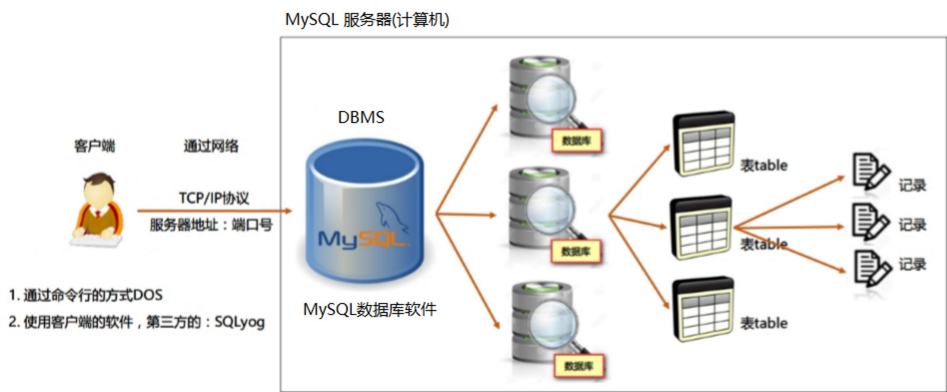 MySQL 服务器(计算机)
DBMS
客户端
通过网络
TCP/IP协议
服务器地址：端口号
MySQL
MySQL数据库软件
1. 通过命令行的方式DOS
2. 使用客户端的软件，第三方的：SQLyog
数据库
数据库
数据库
表table
表table
表table
记录
记录
记录